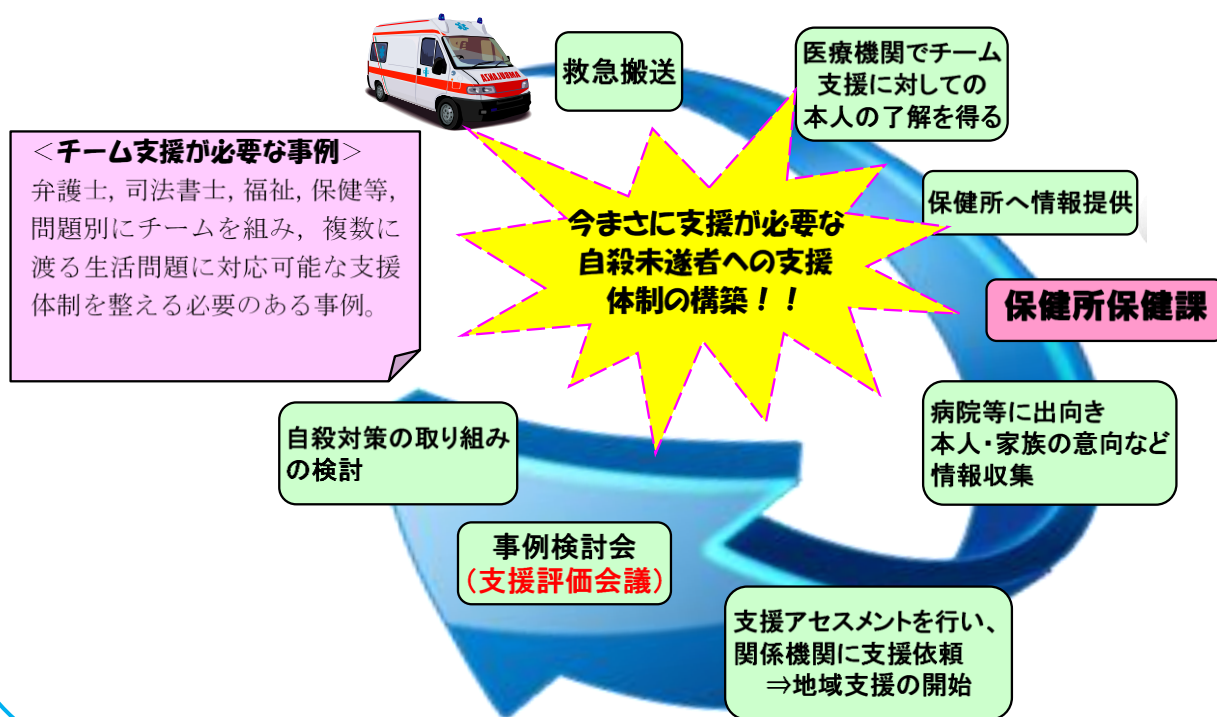 救急搬送
医療機関でチーム
支援に対しての
本人の了解を得る
AMBULANZA
＜チーム支援が必要な事例＞
弁護士, 司法書士, 福祉, 保健等,
問題別にチームを組み，複数に
渡る生活問題に対応可能な支援
体制を整える必要のある事例。
保健所へ情報提供
今まさに支援が必要な
自殺未遂者への支援
体制の構築！！
保健所保健課
病院等に出向き
本人・家族の意向など
情報収集
自殺対策の取り組み
の検討
事例検討会
（支援評価会議）
支援アセスメントを行い、
関係機関に支援依頼
⇒地域支援の開始